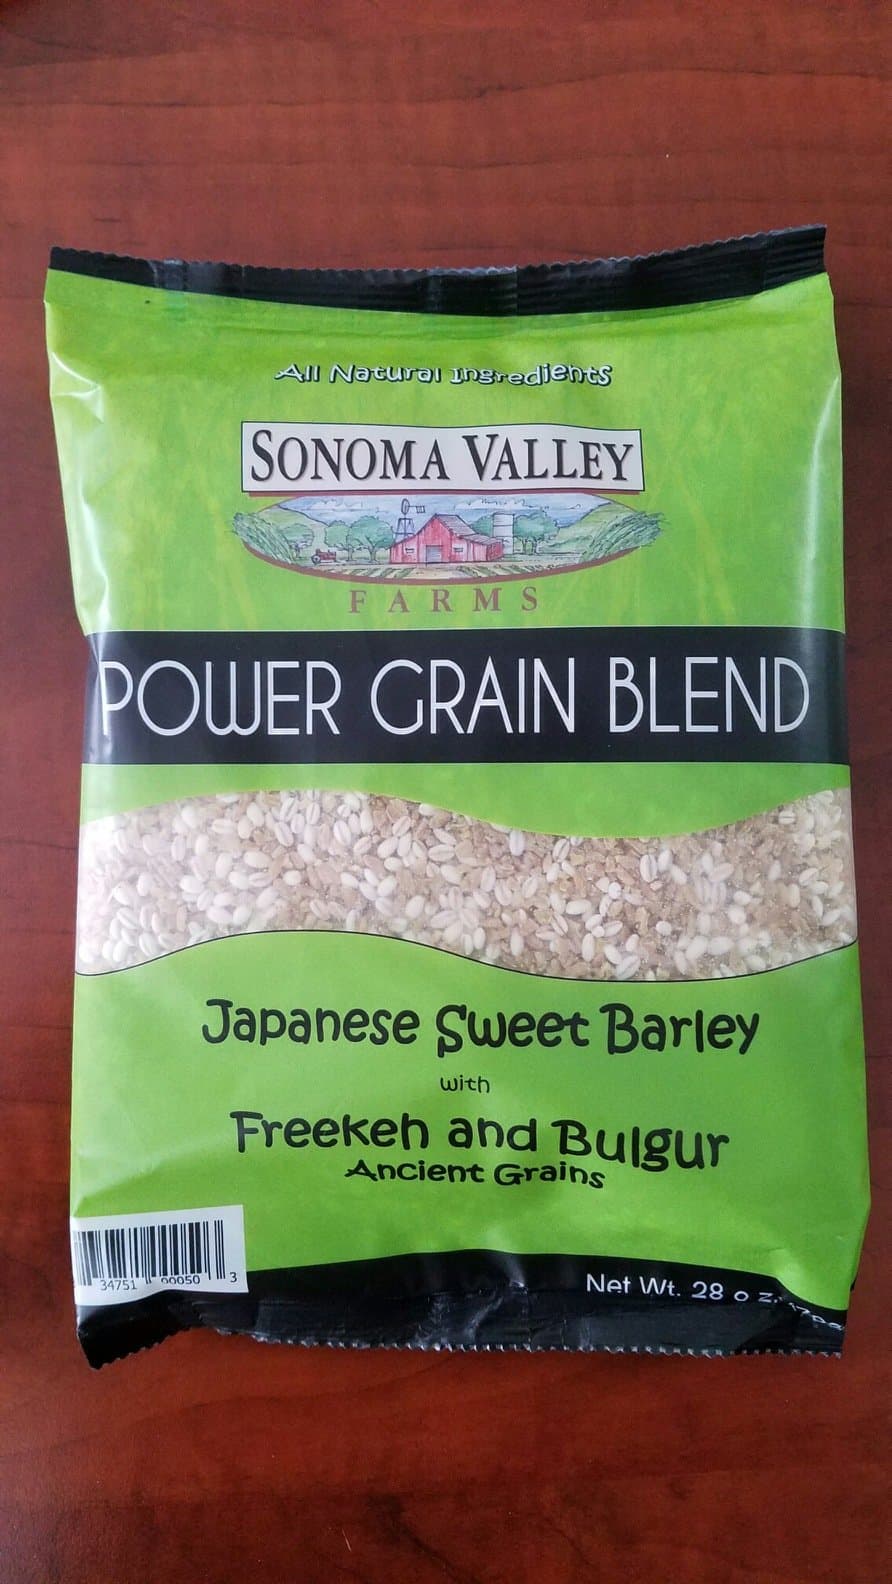 All Natural Ingredients
SONOMA VALLEY
FARMS
POWER GRAIN BLEND
Japanese Sweet Barley
with
Freekeh and Bulgur
Ancient Grains
34751 00050 3
Net Wt. 28 oz.